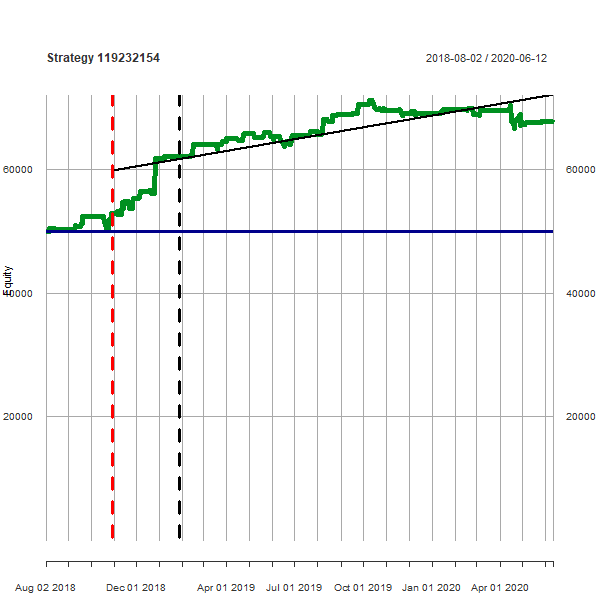 Strategy 119232154
2018-08-02 / 2020-06-12
60000
60000
Equity
40000
40000
20000
20000
Aug 02 2018
Dec 01 2018
Apr 01 2019
Jul 01 2019
Oct 01 2019
Jan 01 2020
Apr 01 2020